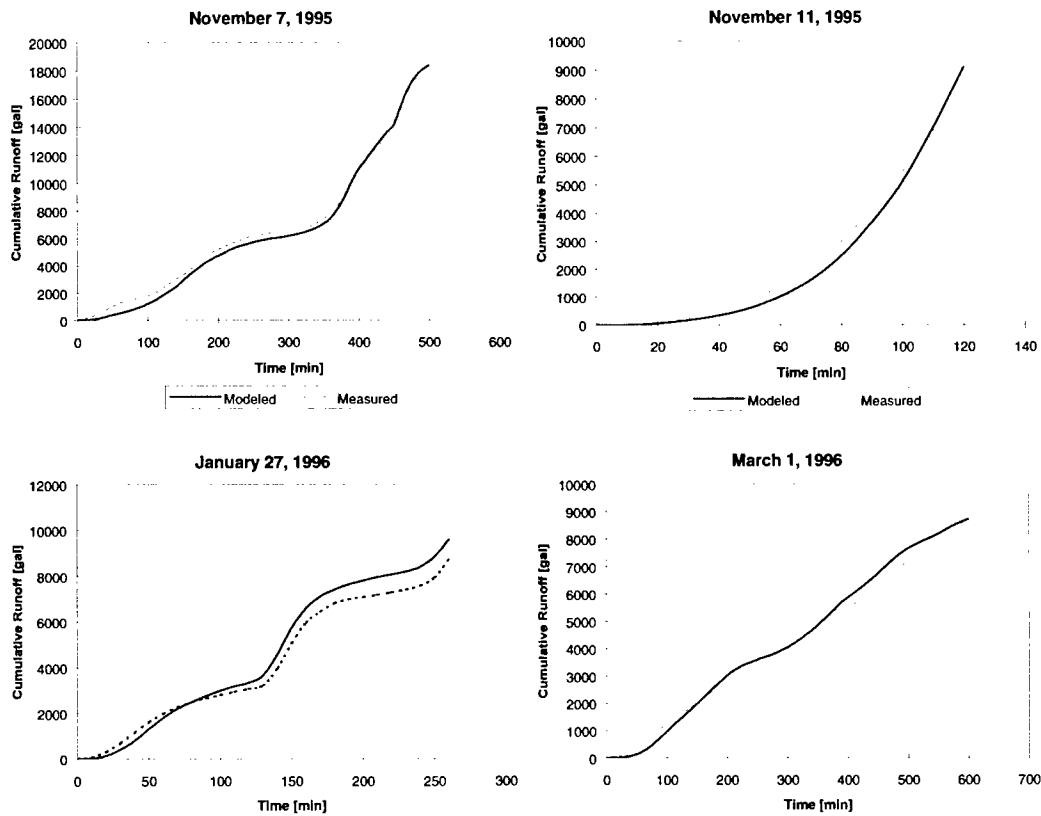 November 7, 1995
20000
18000
16000
14000
12000
10000
8000
6000
4000
2000
0
Cumulative Runoff [gal]
0 100 200 300 400 500 600
Time [min]
Modeled Measured
November 11, 1995
10000
9000
8000
7000
6000
5000
4000
3000
2000
1000
0
Cumulative Runoff [gal]
0 20 40 60 80 100 120 140
Time [min]
Modeled Measured
January 27, 1996
12000
10000
8000
6000
4000
2000
0
Cumulative Runoff [gal]
0 50 100 150 200 250 300
Time [min]
March 1, 1996
10000
9000
8000
7000
6000
5000
4000
3000
2000
1000
0
Cumulative Runoff [gal]
0 100 200 300 400 500 600 700
Time [min]